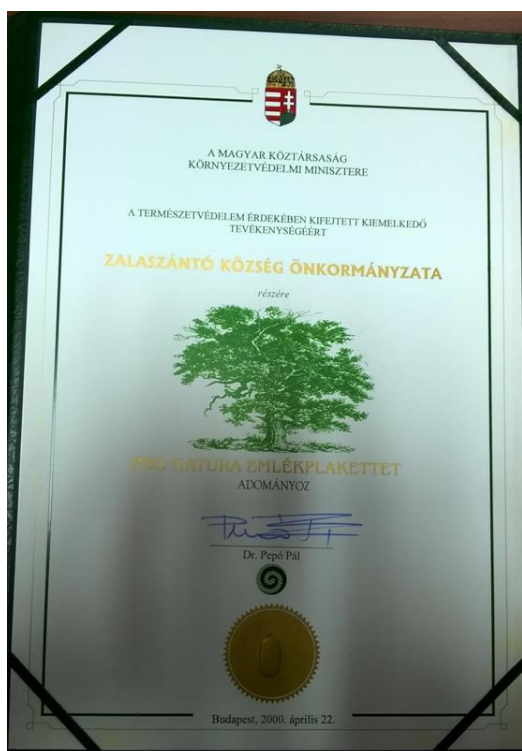 A MAGYAR KÖZTÁRSASÁG
KÖRNYEZETVÉDELMI MINISZTERE
A TERMÉSZETVÉDELEM ÉRDEKÉBEN KIFEJTETT KIEMELKEDŐ
TEVÉKENYSÉGÉÉRT
ZALASZÁNTÓ KÖZSÉG ÖNKORMÁNYZATA
részére
PRO NATURA EMLÉKPLAKETTET
ADOMÁNYOZ
Dr. Pepó Pál
Budapest, 2000. április 22.